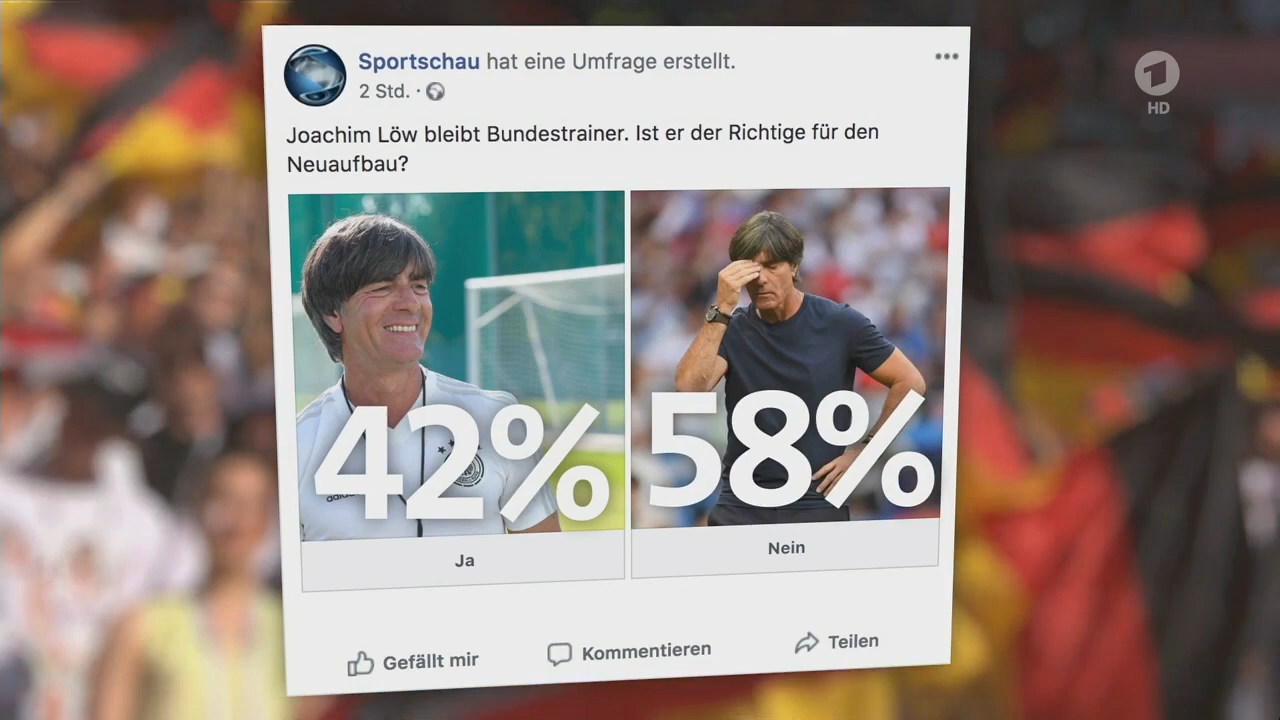 Sportschau hat eine Umfrage erstellt.
2 Std. ·
1
HD
Joachim Löw bleibt Bundestrainer. Ist er der Richtige für den
Neuaufbau?
adidas
42%
58%
Ja
Nein
Gefällt mir
Kommentieren
Teilen